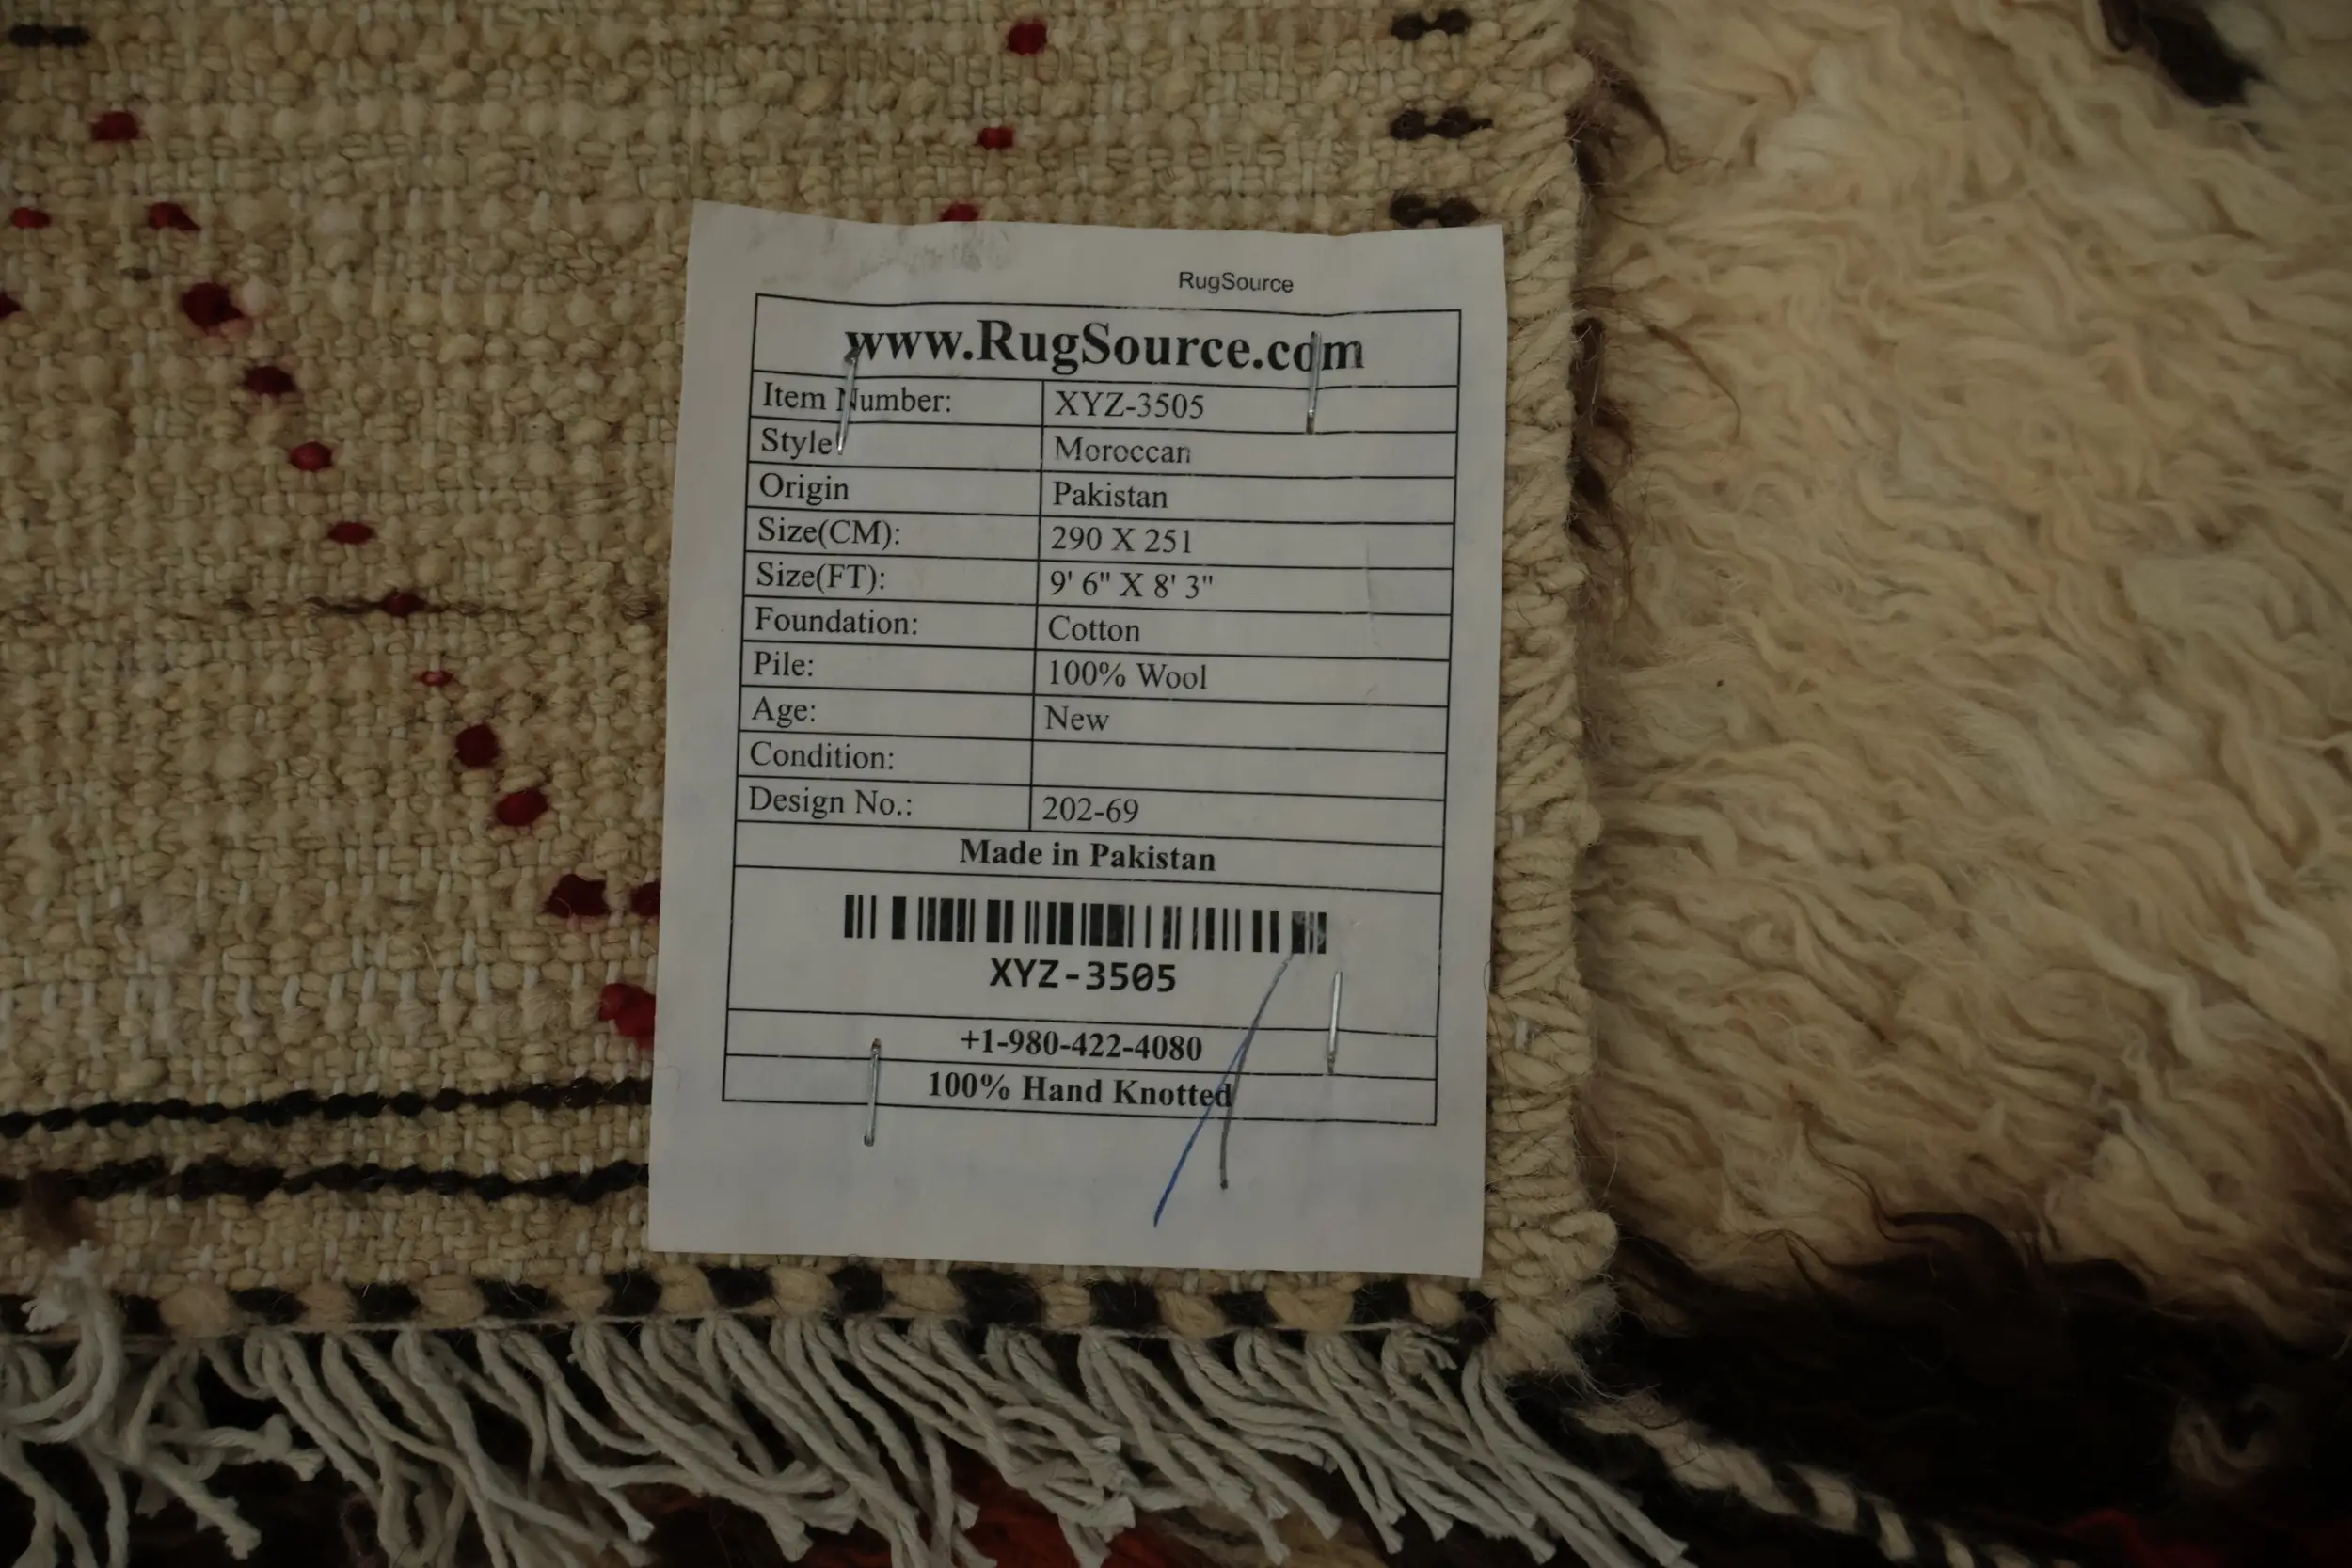 RugSource
www.RugSource.com
Item Number: XYZ-3505
Style: Moroccan
Origin Pakistan
Size(CM): 290 X 251
Size(FT): 9' 6" X 8' 3"
Foundation: Cotton
Pile: 100% Wool
Age: New
Condition:
Design No.: 202-69
Made in Pakistan
XYZ-3505
+1-980-422-4080
100% Hand Knotted